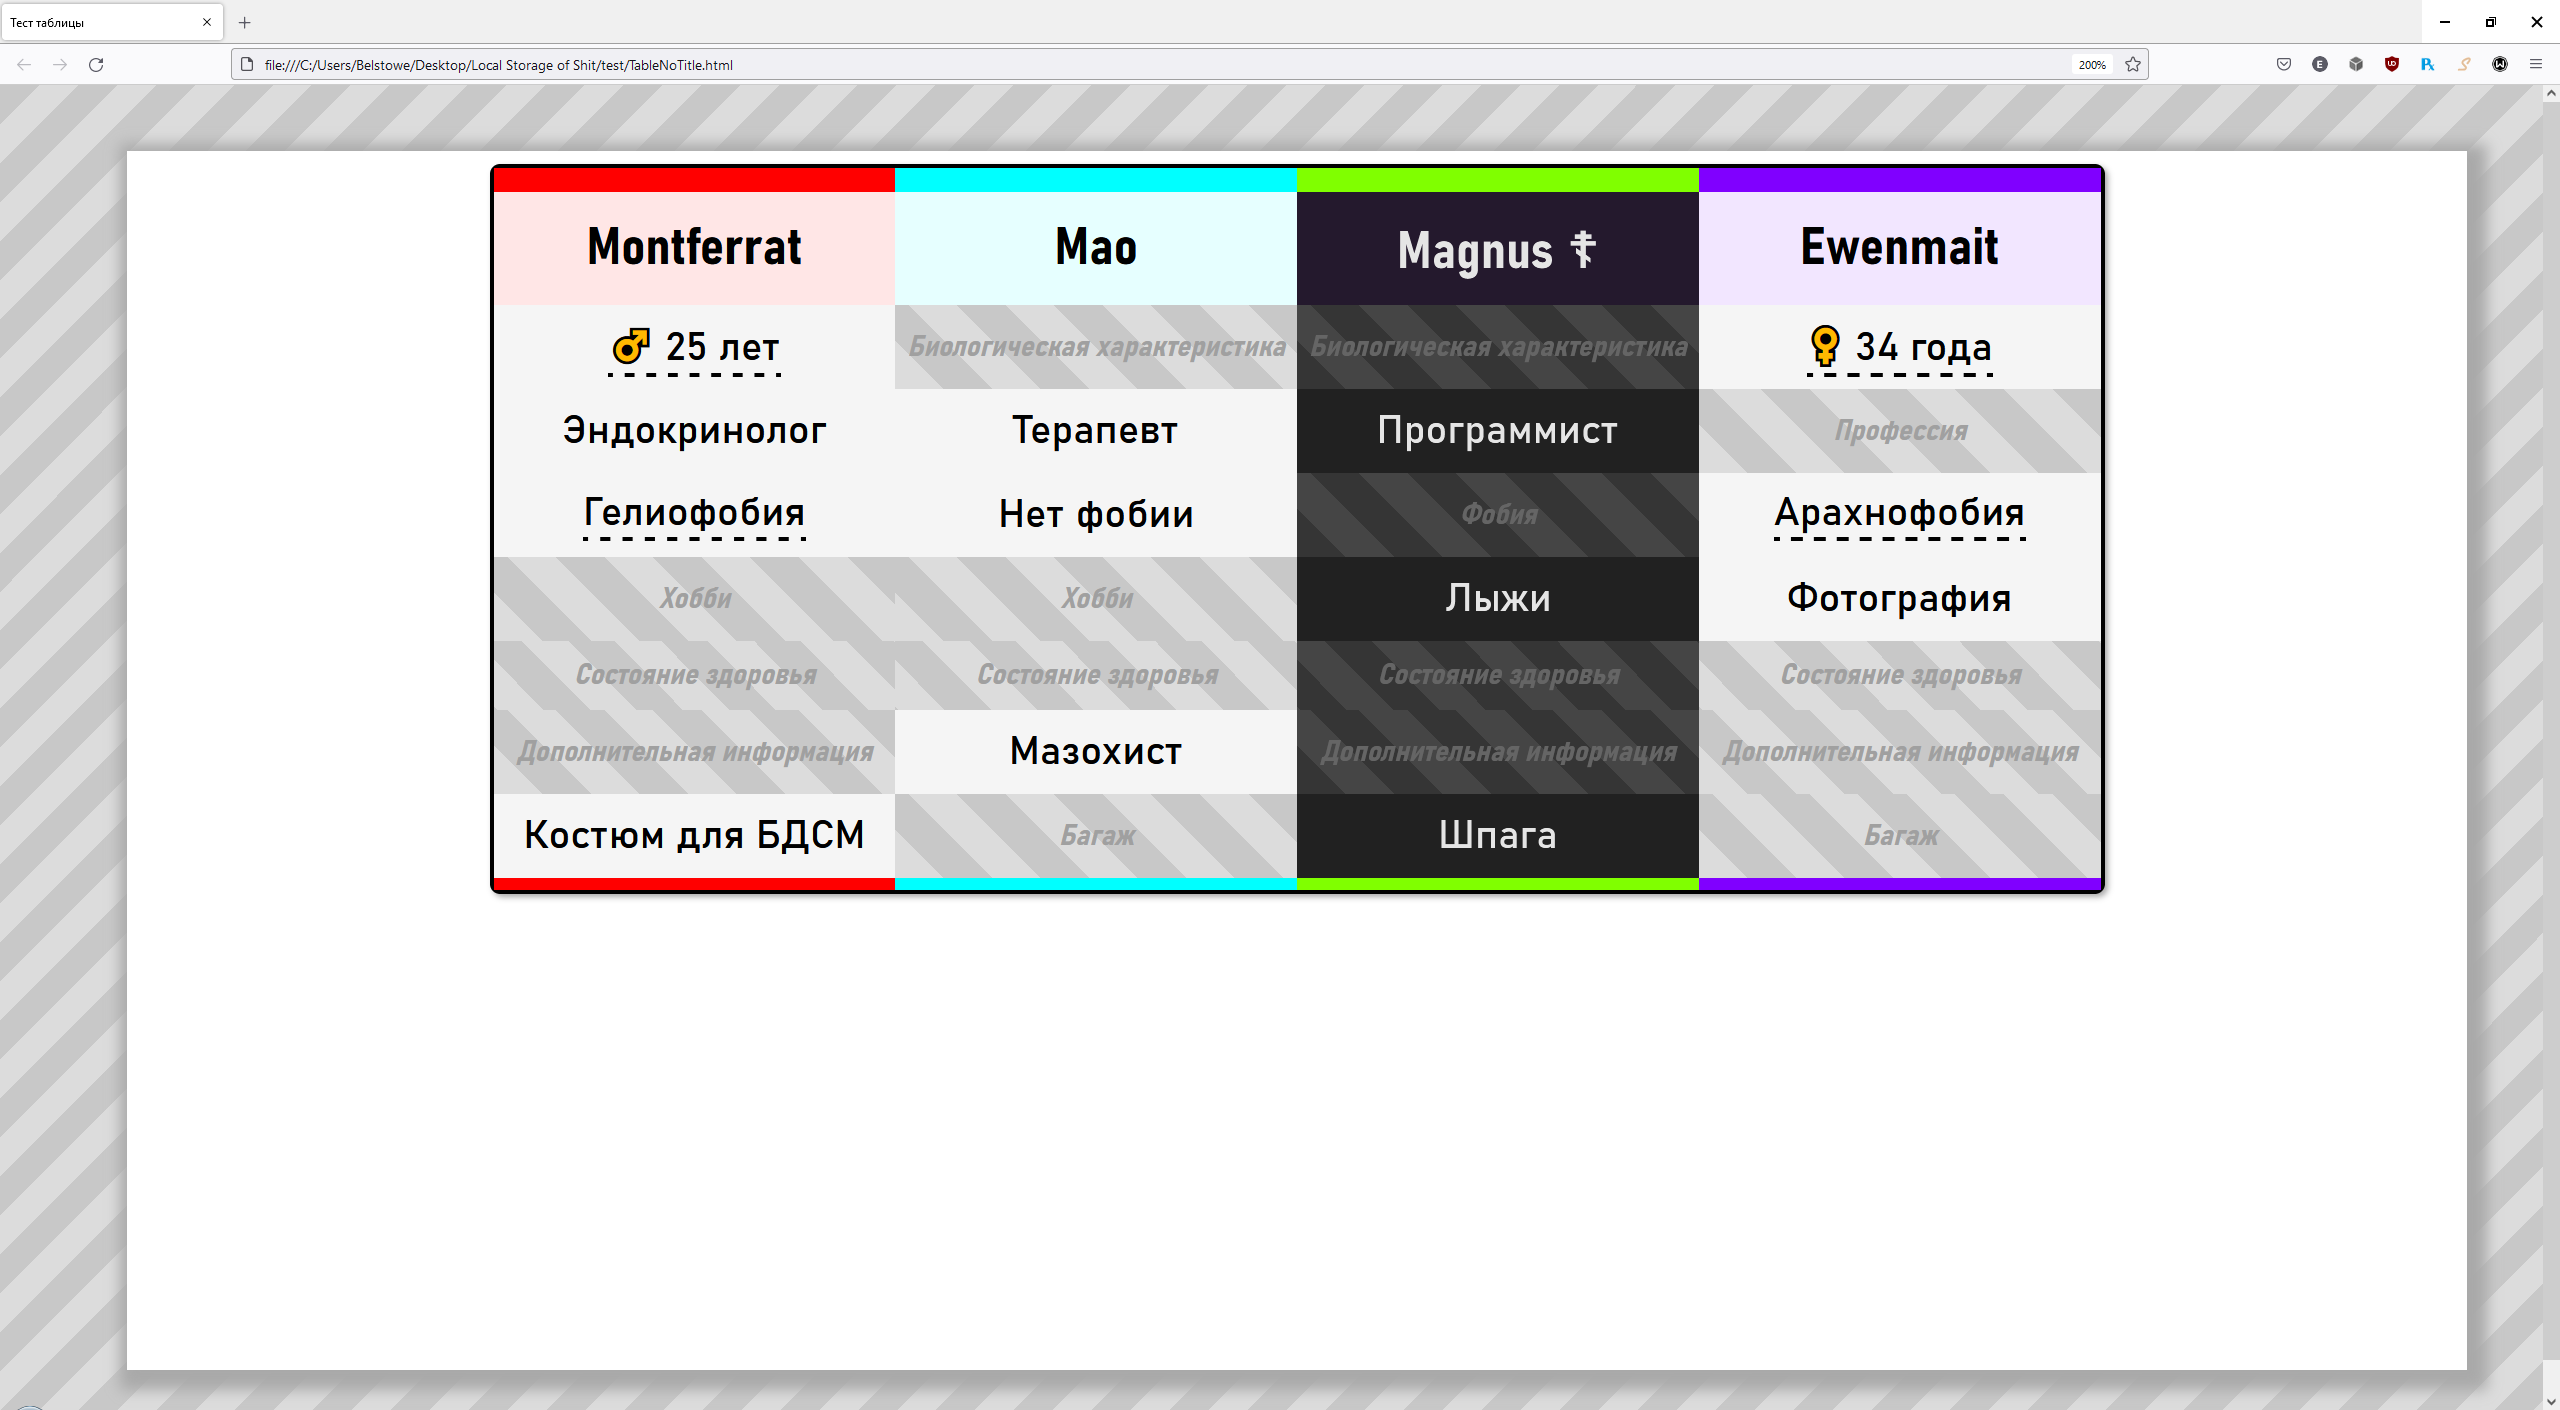 Тест таблицы
file:///C:/Users/Belstowe/Desktop/Local Storage of Shit/test/TableNoTitle.html
200%
Montferrat Mao Magnus ☦ Ewenmait
♂ 25 лет Биологическая характеристика Биологическая характеристика ♀ 34 года
Эндокринолог Терапевт Программист Профессия
Гелиофобия Нет фобии Фобия Арахнофобия
Хобби Хобби Лыжи Фотография
Состояние здоровья Состояние здоровья Состояние здоровья Состояние здоровья
Дополнительная информация Мазохист Дополнительная информация Дополнительная информация
Костюм для БДСМ Багаж Шпага Багаж